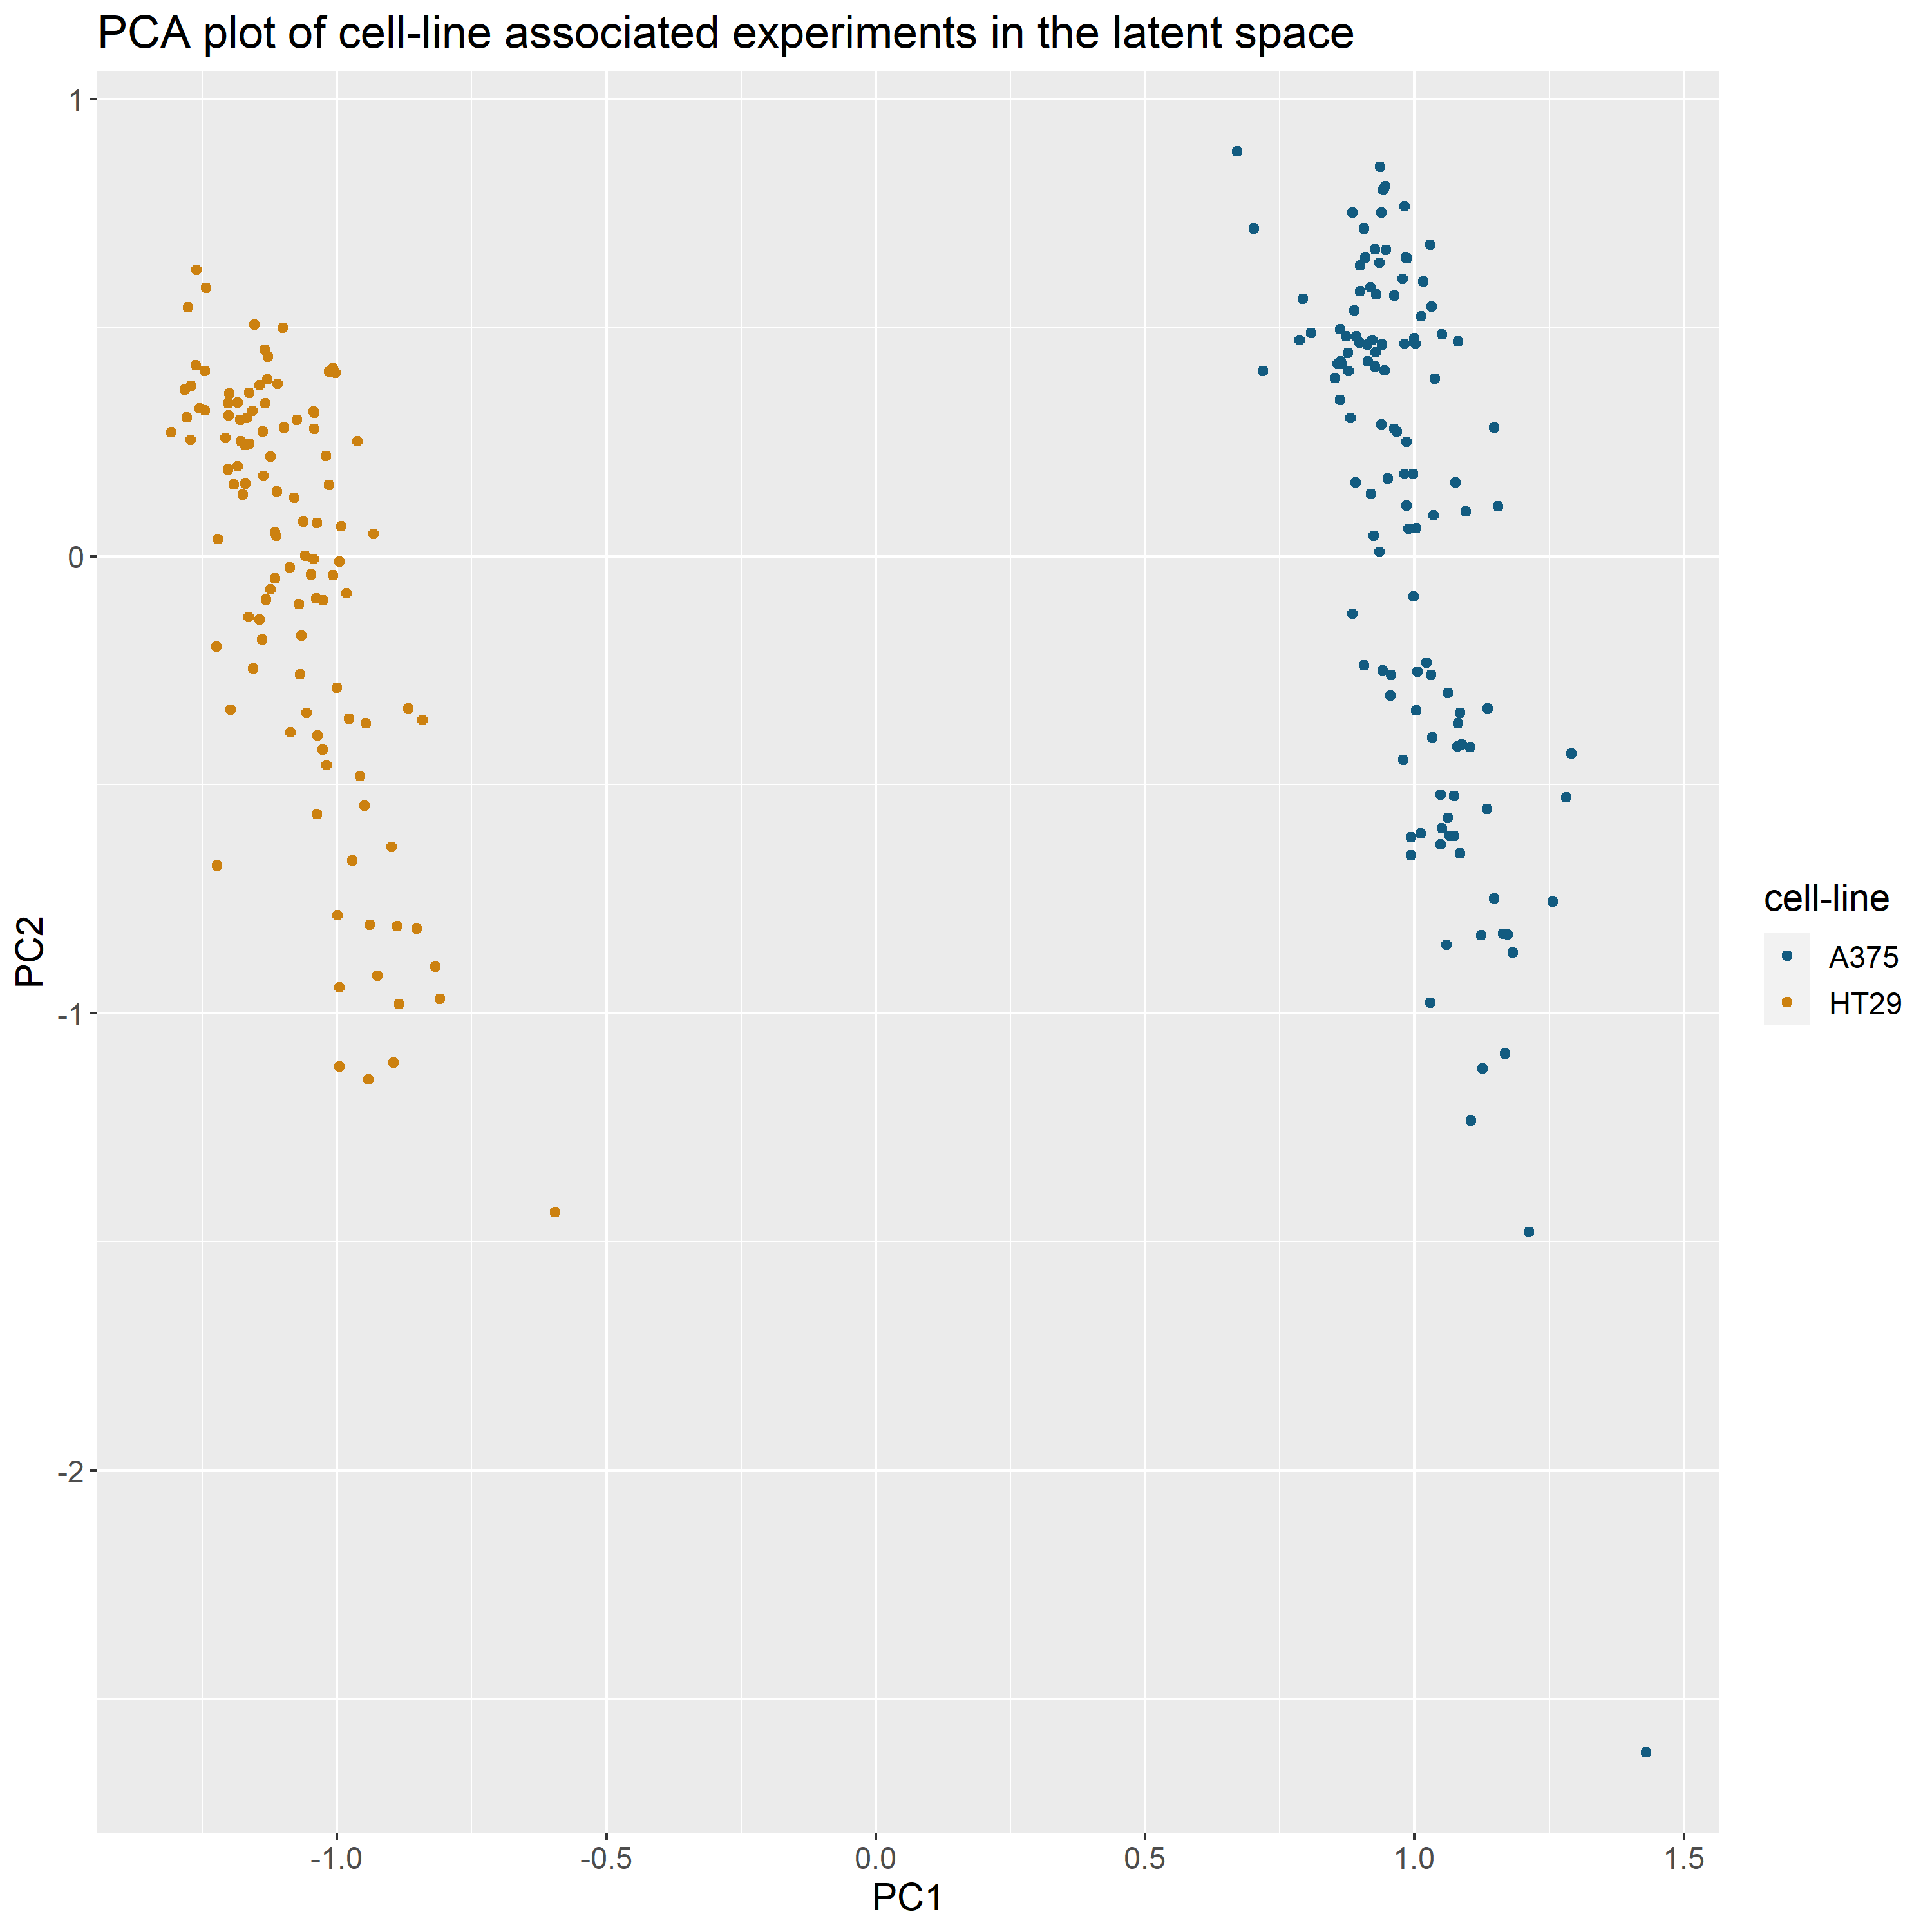 PCA plot of cell-line associated experiments in the latent space
1
0
-1
-2
PC2
-1.0 -0.5 0.0 0.5 1.0 1.5
PC1
cell-line
A375
HT29